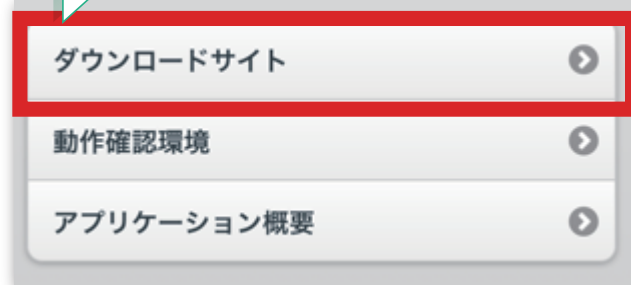 ダウンロードサイト
動作確認環境
アプリケーション概要